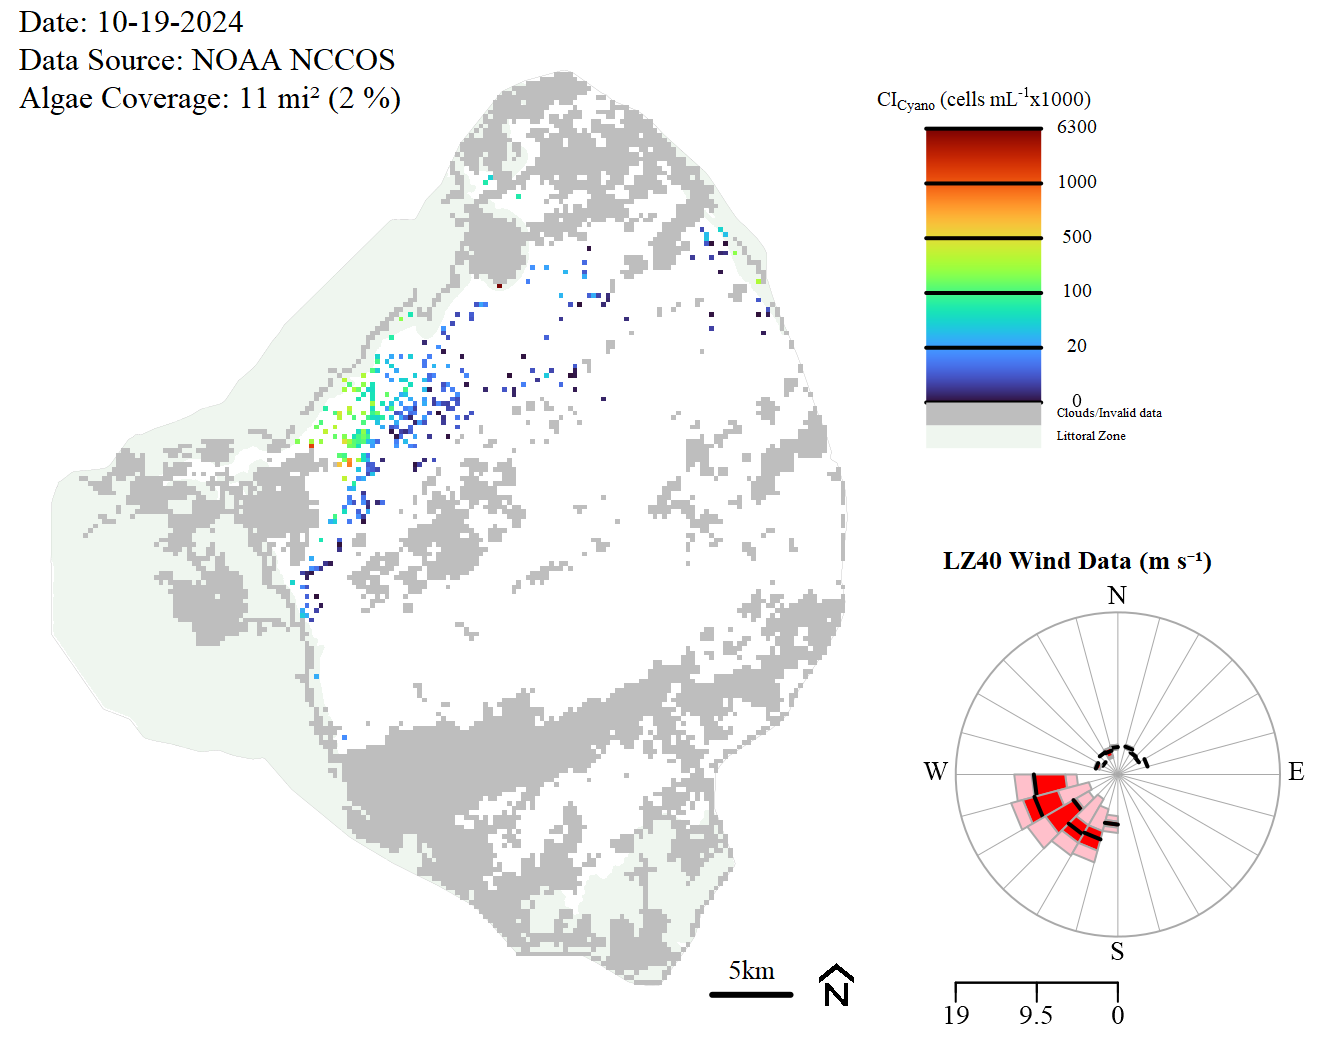 Date: 10-19-2024
Data Source: NOAA NCCOS
Algae Coverage: 11 mi² (2 %)
CI_Cyano (cells mL⁻¹x1000)
6300
1000
500
100
20
0
Clouds/Invalid data
Littoral Zone
LZ40 Wind Data (m s⁻¹)
N
W
E
S
5km
N
19
9.5
0